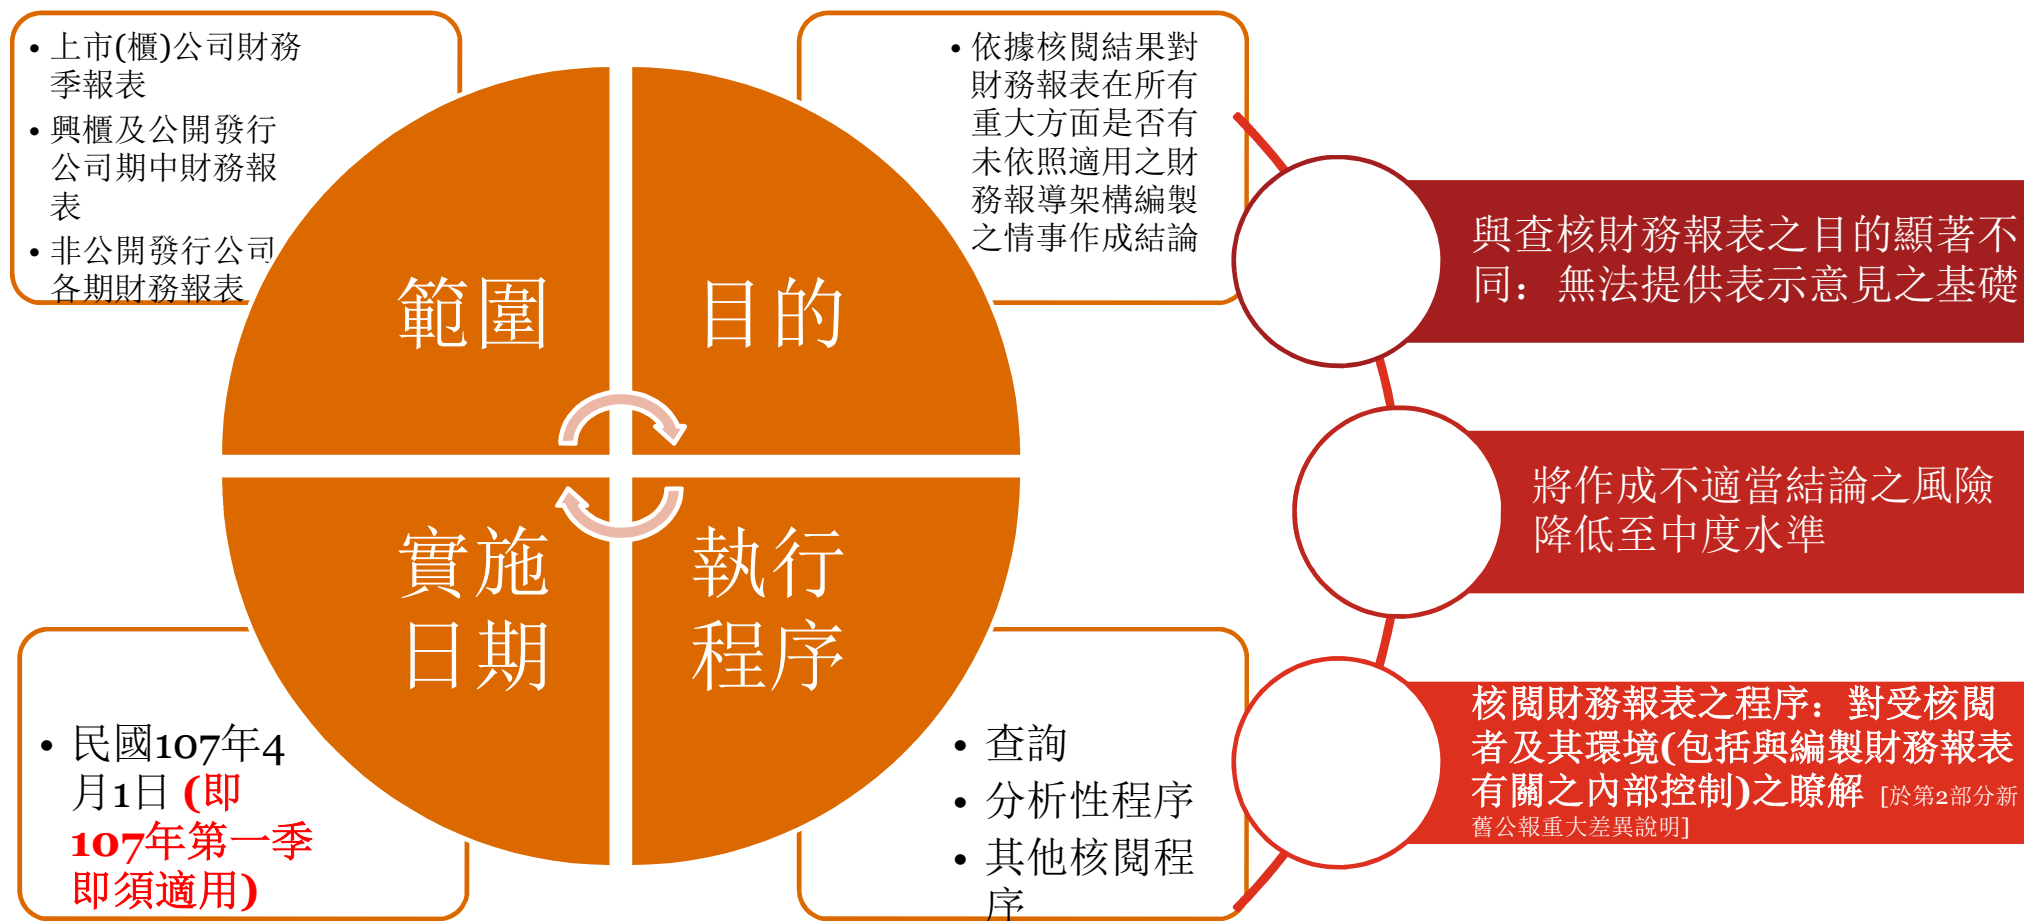 • 上市(櫃)公司財務
季報表
• 興櫃及公開發行
公司期中財務報
表
• 非公開發行公司
各期財務報表
範圍
• 依據核閱結果對
財務報表在所有
重大方面是否有
未依照適用之財
務報導架構編製
之情事作成結論
目的
實施
日期
• 民國107年4
月1日 (即
107年第一季
即須適用)
執行
程序
• 查詢
• 分析性程序
• 其他核閱程
序
與查核財務報表之目的顯著不
同：無法提供表示意見之基礎
將作成不適當結論之風險
降低至中度水準
核閱財務報表之程序：對受核閱
者及其環境(包括與編製財務報表
有關之內部控制)之瞭解 [於第2部分新
舊公報重大差異說明]